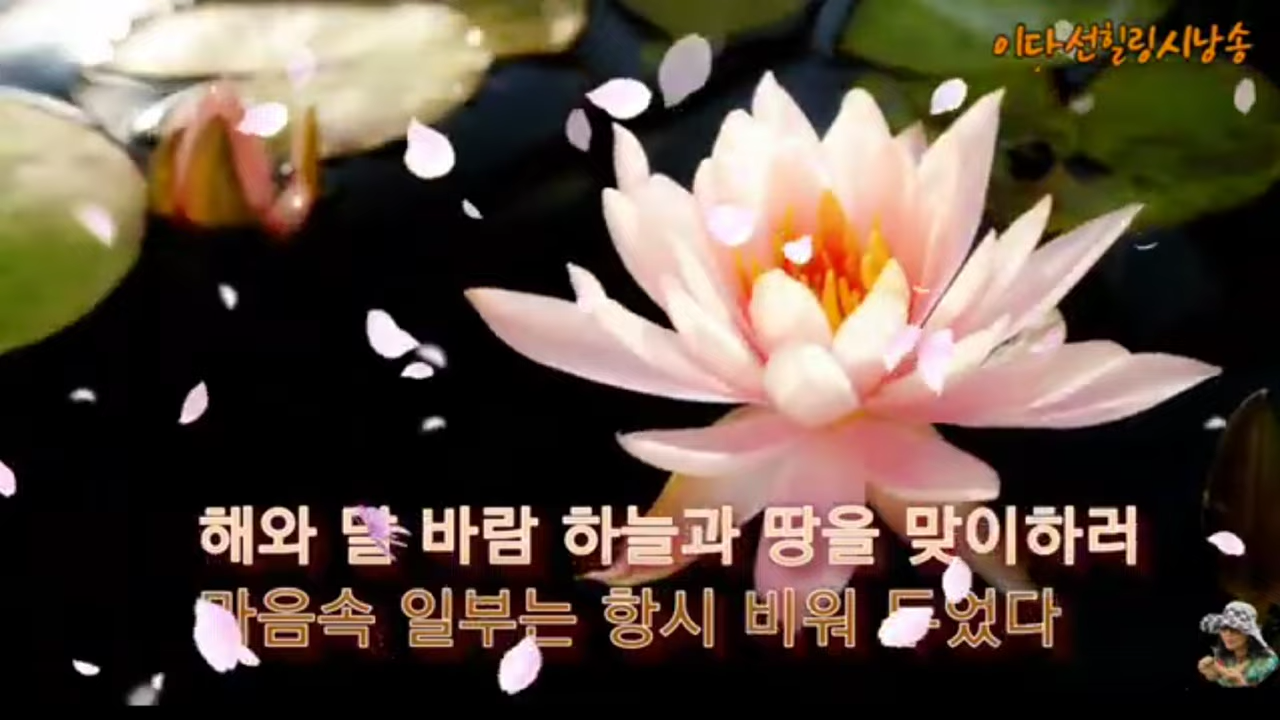 이다선힐링시낭송
해와 달 바람 하늘과 땅을 맞이하러
마음속 일부는 항시 비워 두었다